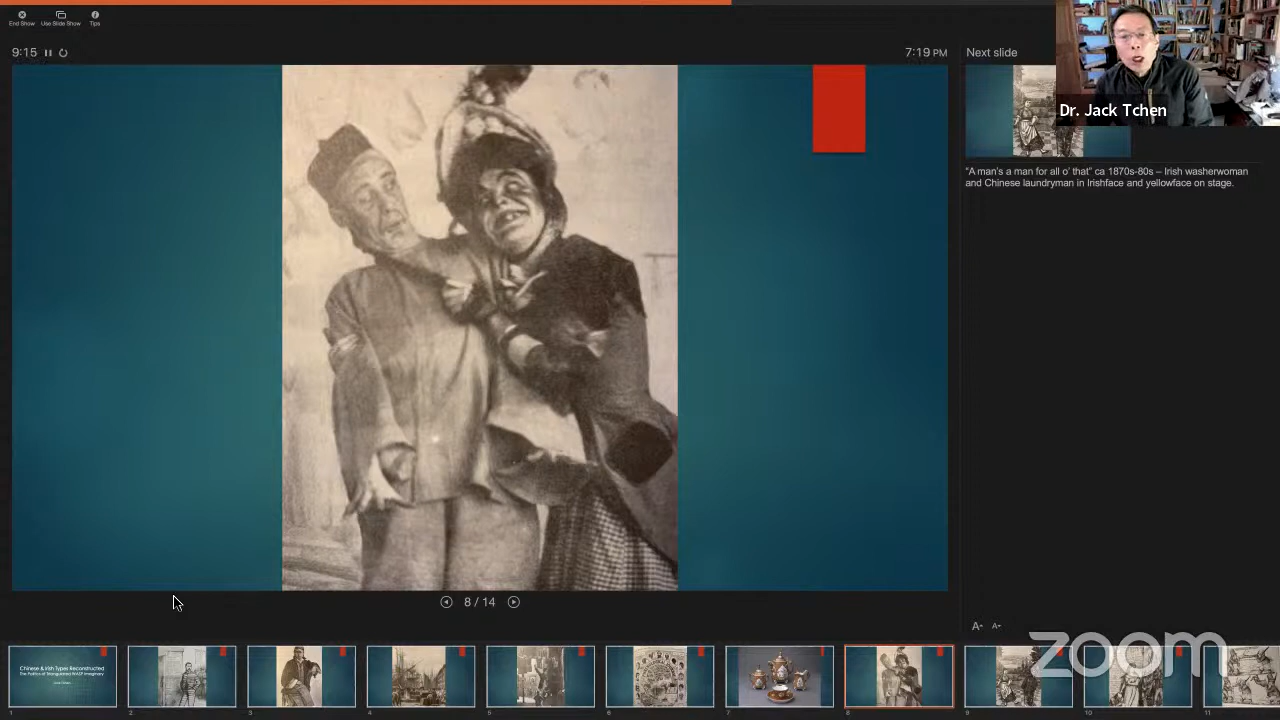 End Show Use Slide Show Tips
9:15
7:19 PM
Next slide
Dr. Jack Tchen
"A man's a man for all o' that" ca 1870s-80s – Irish washerwoman
and Chinese laundryman in Irishface and yellowface on stage.
8 / 14
A A
zoom
Chinese & Irish Types Reconstructed
The Politics of Triangulated WASP Imaginary
1 2 3 4 5 6 7 8 9 10 11